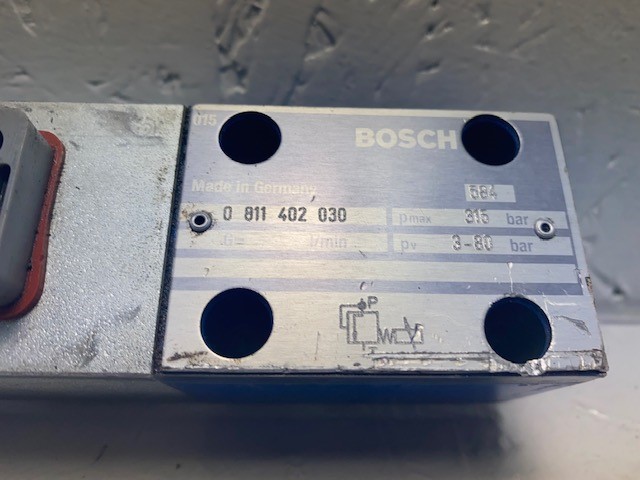 015
BOSCH
Made in Germany
584
0 811 402 030
pmax 315 bar
l/min
pv 3-80 bar
P